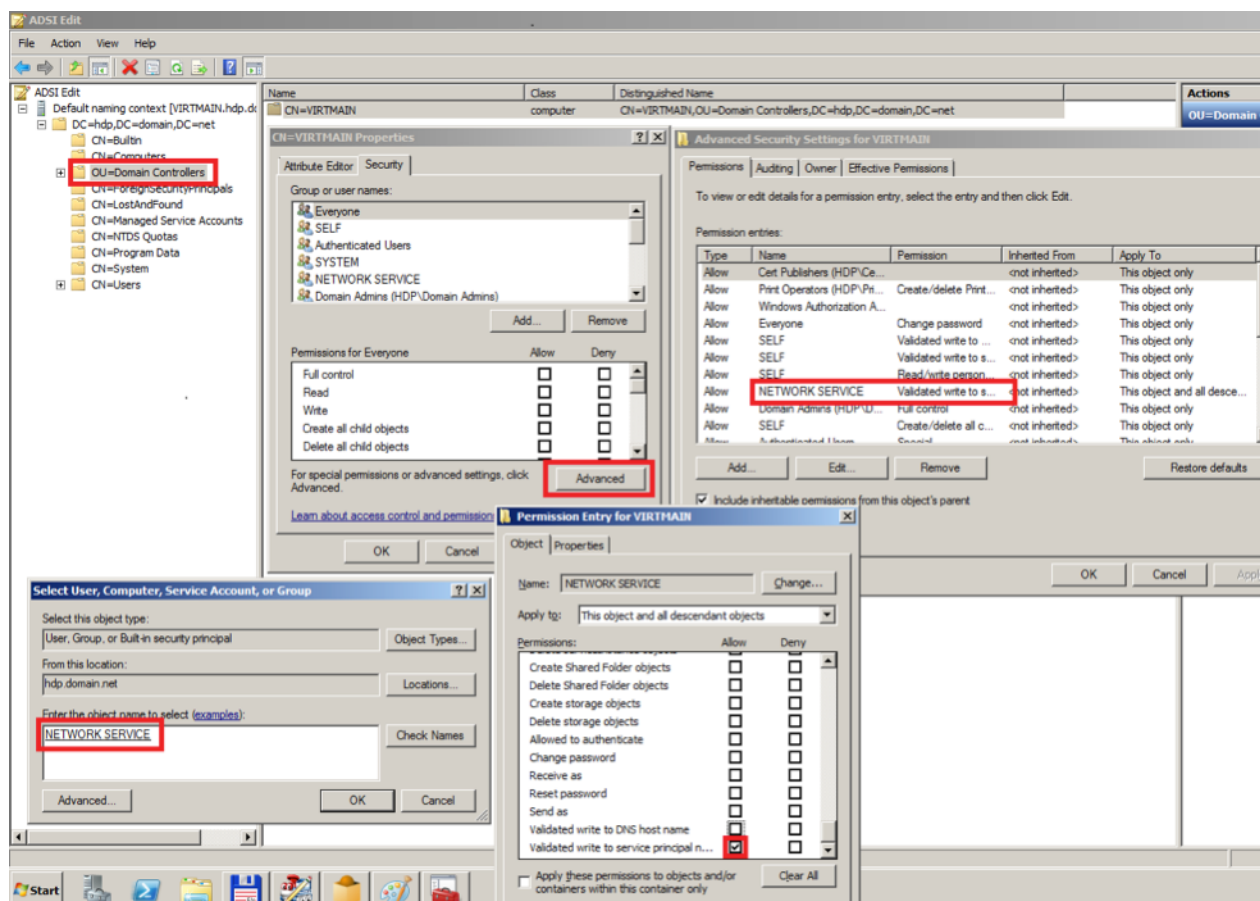 ADSI Edit
File Action View Help
ADSI Edit
Default naming context [VIRTMAIN.hdp.do
DC=hdp,DC=domain,DC=net
CN=Builtin
CN=Computers
OU=Domain Controllers
CN=ForeignSecurityPrincipals
CN=LostAndFound
CN=Managed Service Accounts
CN=NTDS Quotas
CN=Program Data
CN=System
CN=Users
Name Class Distinguished Name
CN=VIRTMAIN computer CN=VIRTMAIN,OU=Domain Controllers,DC=hdp,DC=domain,DC=net
Actions
OU=Domain
CN=VIRTMAIN Properties
Attribute Editor Security
Group or user names:
Everyone
SELF
Authenticated Users
SYSTEM
NETWORK SERVICE
Domain Admins (HDP\Domain Admins)
Add... Remove
Permissions for Everyone Allow Deny
Full control
Read
Write
Create all child objects
Delete all child objects
For special permissions or advanced settings, click
Advanced.
Advanced
Learn about access control and permission
OK Cancel
Advanced Security Settings for VIRTMAIN
Permissions Auditing Owner Effective Permissions
To view or edit details for a permission entry, select the entry and then click Edit.
Permission entries:
Type Name Permission Inherited From Apply To
Allow Cert Publishers (HDP\Ce... <not inherited> This object only
Allow Print Operators (HDP\Pri... Create/delete Print... <not inherited> This object only
Allow Windows Authorization A... <not inherited> This object only
Allow Everyone Change password <not inherited> This object only
Allow SELF Validated write to ... <not inherited> This object only
Allow SELF Validated write to s... <not inherited> This object only
Allow SELF Read/write person... <not inherited> This object only
Allow NETWORK SERVICE Validated write to s... <not inherited> This object and all desce...
Allow Domain Admins (HDP\D... Full control <not inherited> This object only
Allow SELF Create/delete all c... <not inherited> This object only
Allow Authenticated Users Special <not inherited> This object only
Add... Edit... Remove Restore defaults
Include inheritable permissions from this object's parent
OK Cancel Appl
Permission Entry for VIRTMAIN
Object Properties
Name: NETWORK SERVICE Change...
Apply to: This object and all descendant objects
Permissions: Allow Deny
Create Shared Folder objects
Delete Shared Folder objects
Create storage objects
Delete storage objects
Allowed to authenticate
Change password
Receive as
Reset password
Send as
Validated write to DNS host name
Validated write to service principal n...
Apply these permissions to objects and/or
containers within this container only
Clear All
Select User, Computer, Service Account, or Group
Select this object type:
User, Group, or Built-in security principal Object Types...
From this location:
hdp.domain.net Locations...
Enter the object name to select (examples):
NETWORK SERVICE Check Names
Advanced... OK Cancel
Start